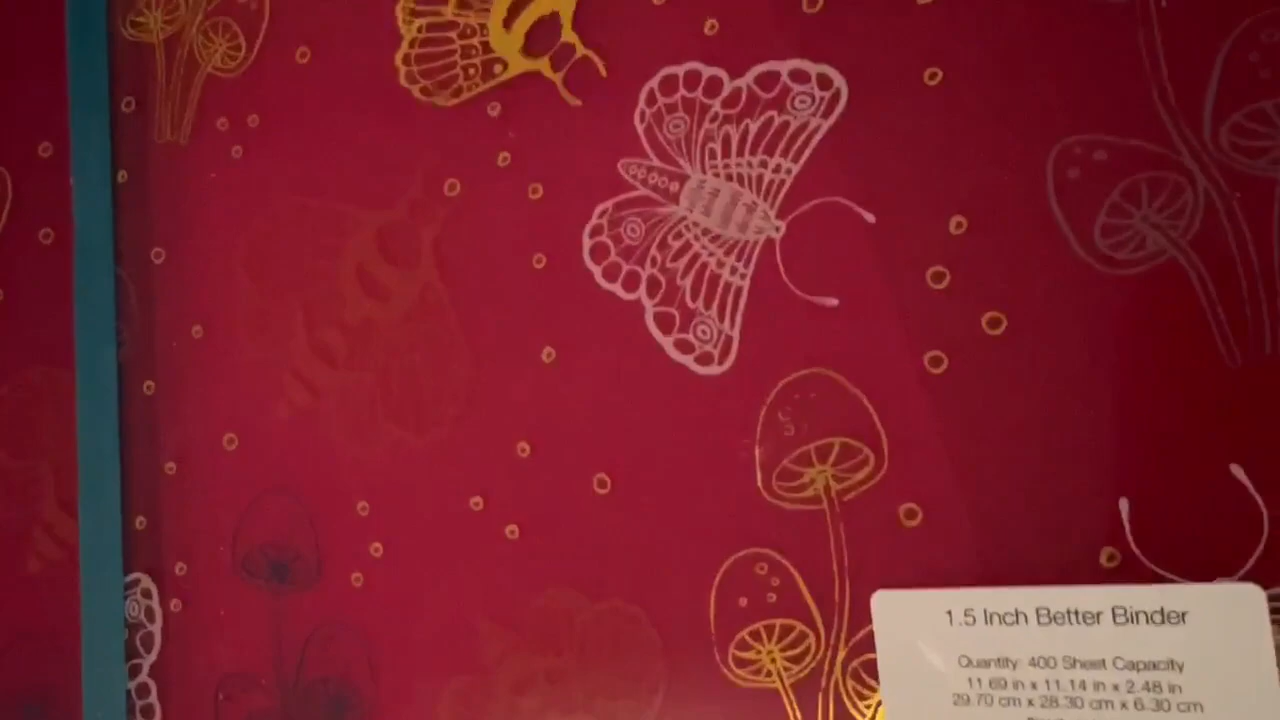 1.5 Inch Better Binder
Quantity: 400 Sheet Capacity
11.69 in x 11.14 in x 2.48 in
29.70 cm x 28.30 cm x 6.30 cm